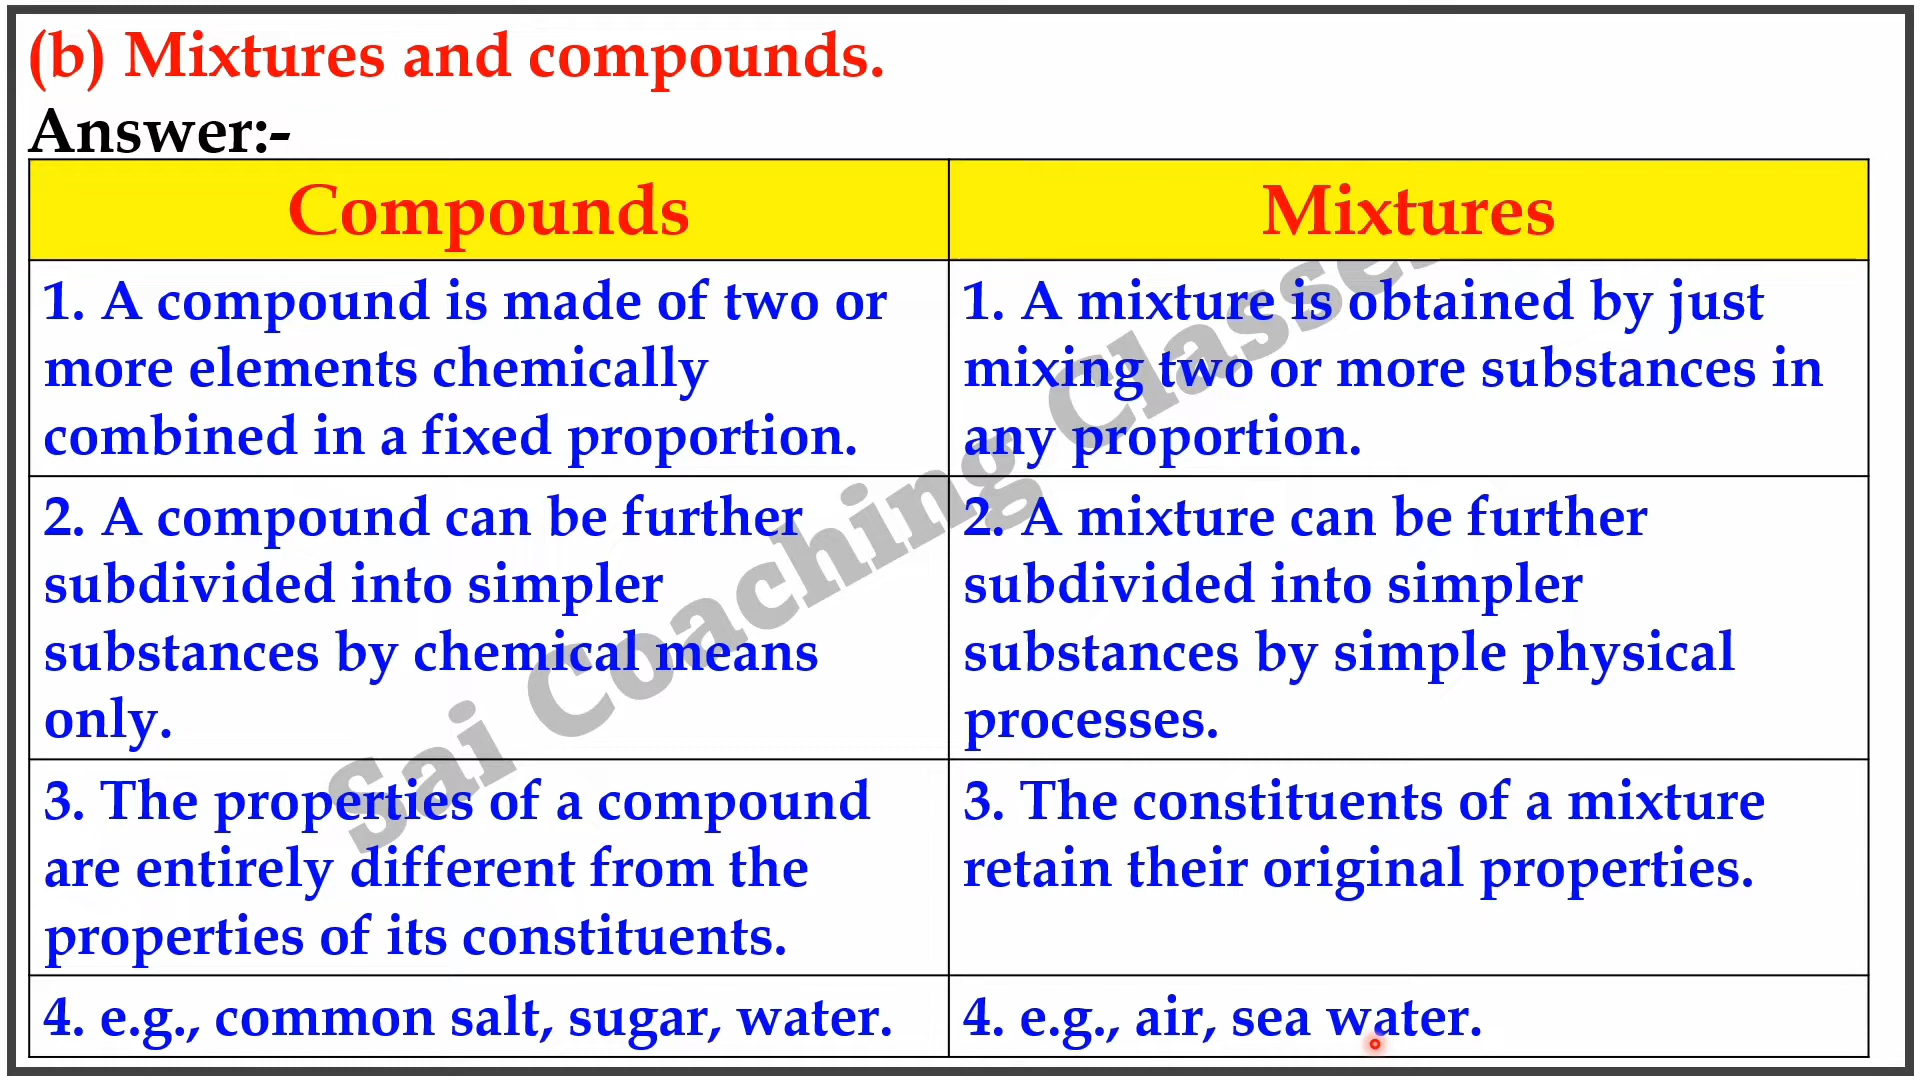 (b) Mixtures and compounds.
Answer:-
Compounds
Mixtures
1. A compound is made of two or
more elements chemically
combined in a fixed proportion.
1. A mixture is obtained by just
mixing two or more substances in
any proportion.
2. A compound can be further
subdivided into simpler
substances by chemical means
only.
2. A mixture can be further
subdivided into simpler
substances by simple physical
processes.
3. The properties of a compound
are entirely different from the
properties of its constituents.
3. The constituents of a mixture
retain their original properties.
4. e.g., common salt, sugar, water.
4. e.g., air, sea water.
Sai Coaching Classes